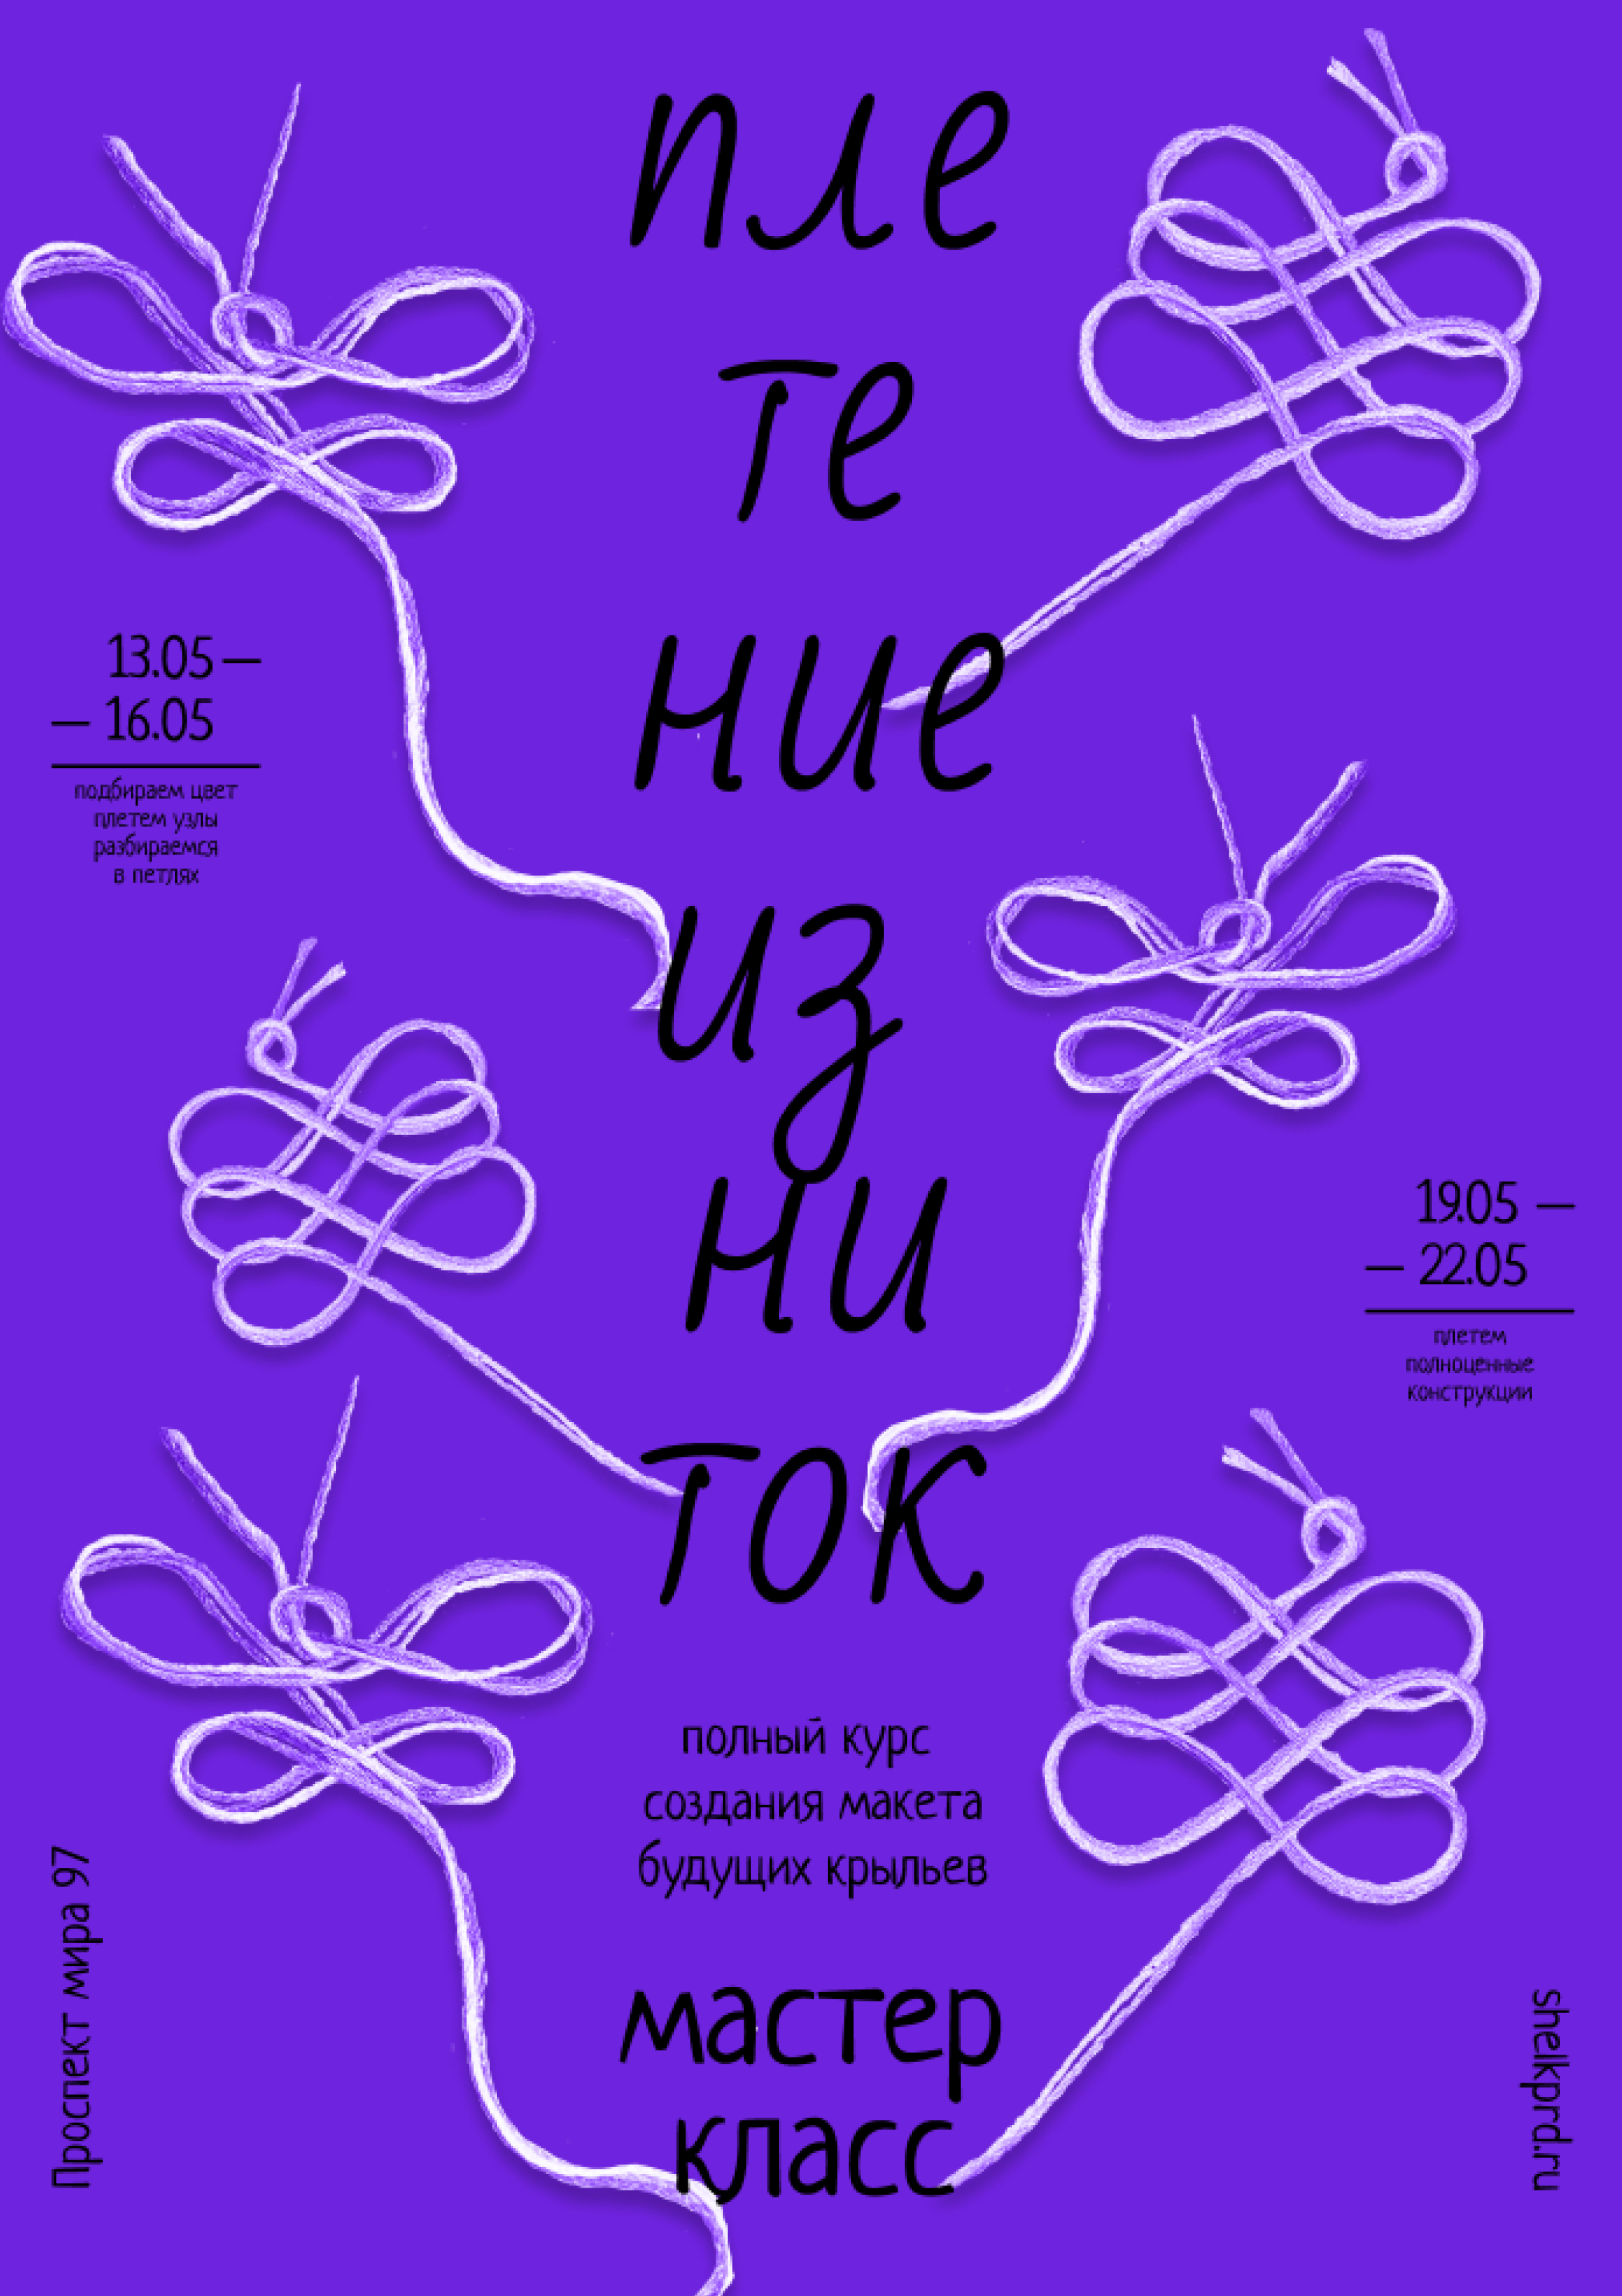 пле
те
ние
из
ни
ток
13.05 —
— 16.05
подбираем цвет
плетем узлы
разбираемся
в петлях
19.05 —
— 22.05
плетем
полноценные
конструкции
полный курс
создания макета
будущих крыльев
мастер
класс
Проспект мира 97
shelkprd.ru